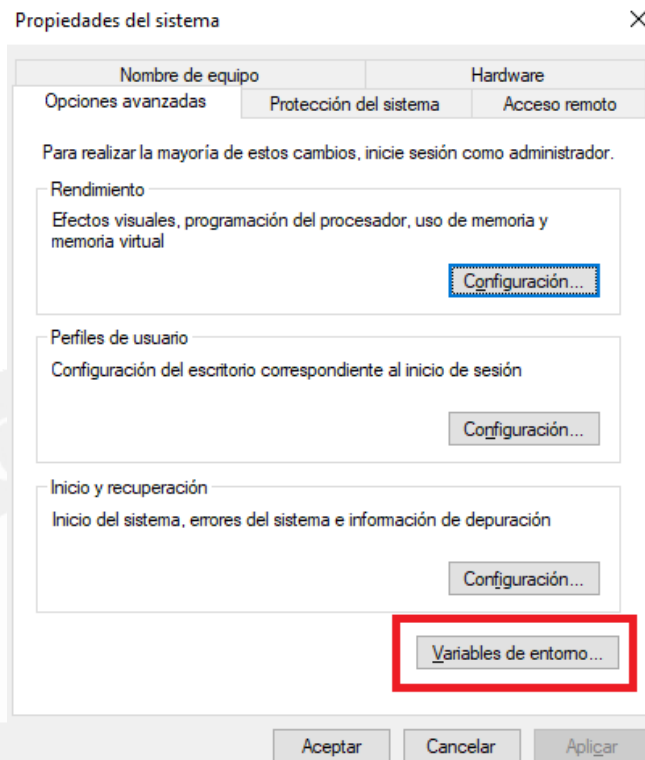 Propiedades del sistema
Nombre de equipo
Hardware
Opciones avanzadas
Protección del sistema
Acceso remoto
Para realizar la mayoría de estos cambios, inicie sesión como administrador.
Rendimiento
Efectos visuales, programación del procesador, uso de memoria y
memoria virtual
Configuración...
Perfiles de usuario
Configuración del escritorio correspondiente al inicio de sesión
Configuración...
Inicio y recuperación
Inicio del sistema, errores del sistema e información de depuración
Configuración...
Variables de entorno...
Aceptar
Cancelar
Aplicar